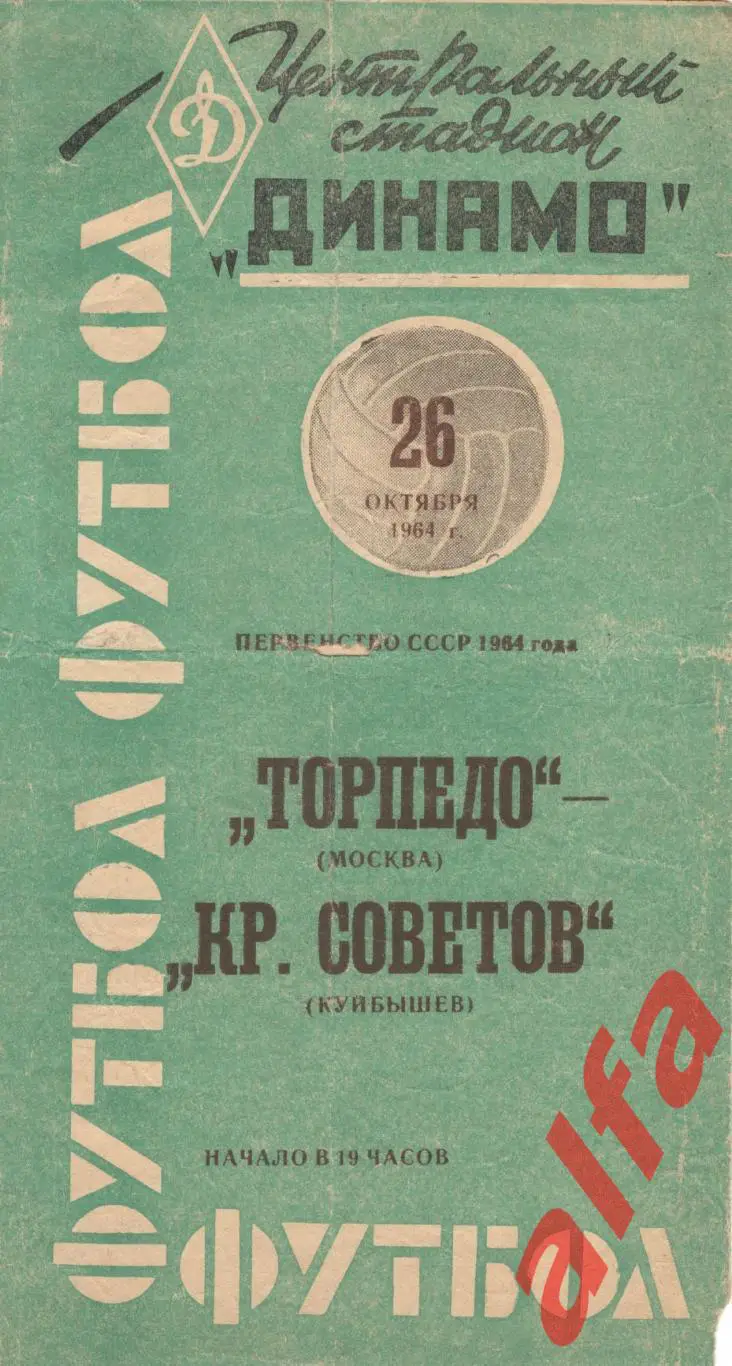 Д
Центральный
стадион
„ДИНАМО"
26
ОКТЯБРЯ
1964 г.
ПЕРВЕНСТВО СССР 1964 года
„ТОРПЕДО“—
(МОСКВА)
„КР. СОВЕТОВ“
(КУЙБЫШЕВ)
НАЧАЛО В 19 ЧАСОВ
ФУТБОЛ
ФУТБОЛ
ФУТБОЛ
alfa